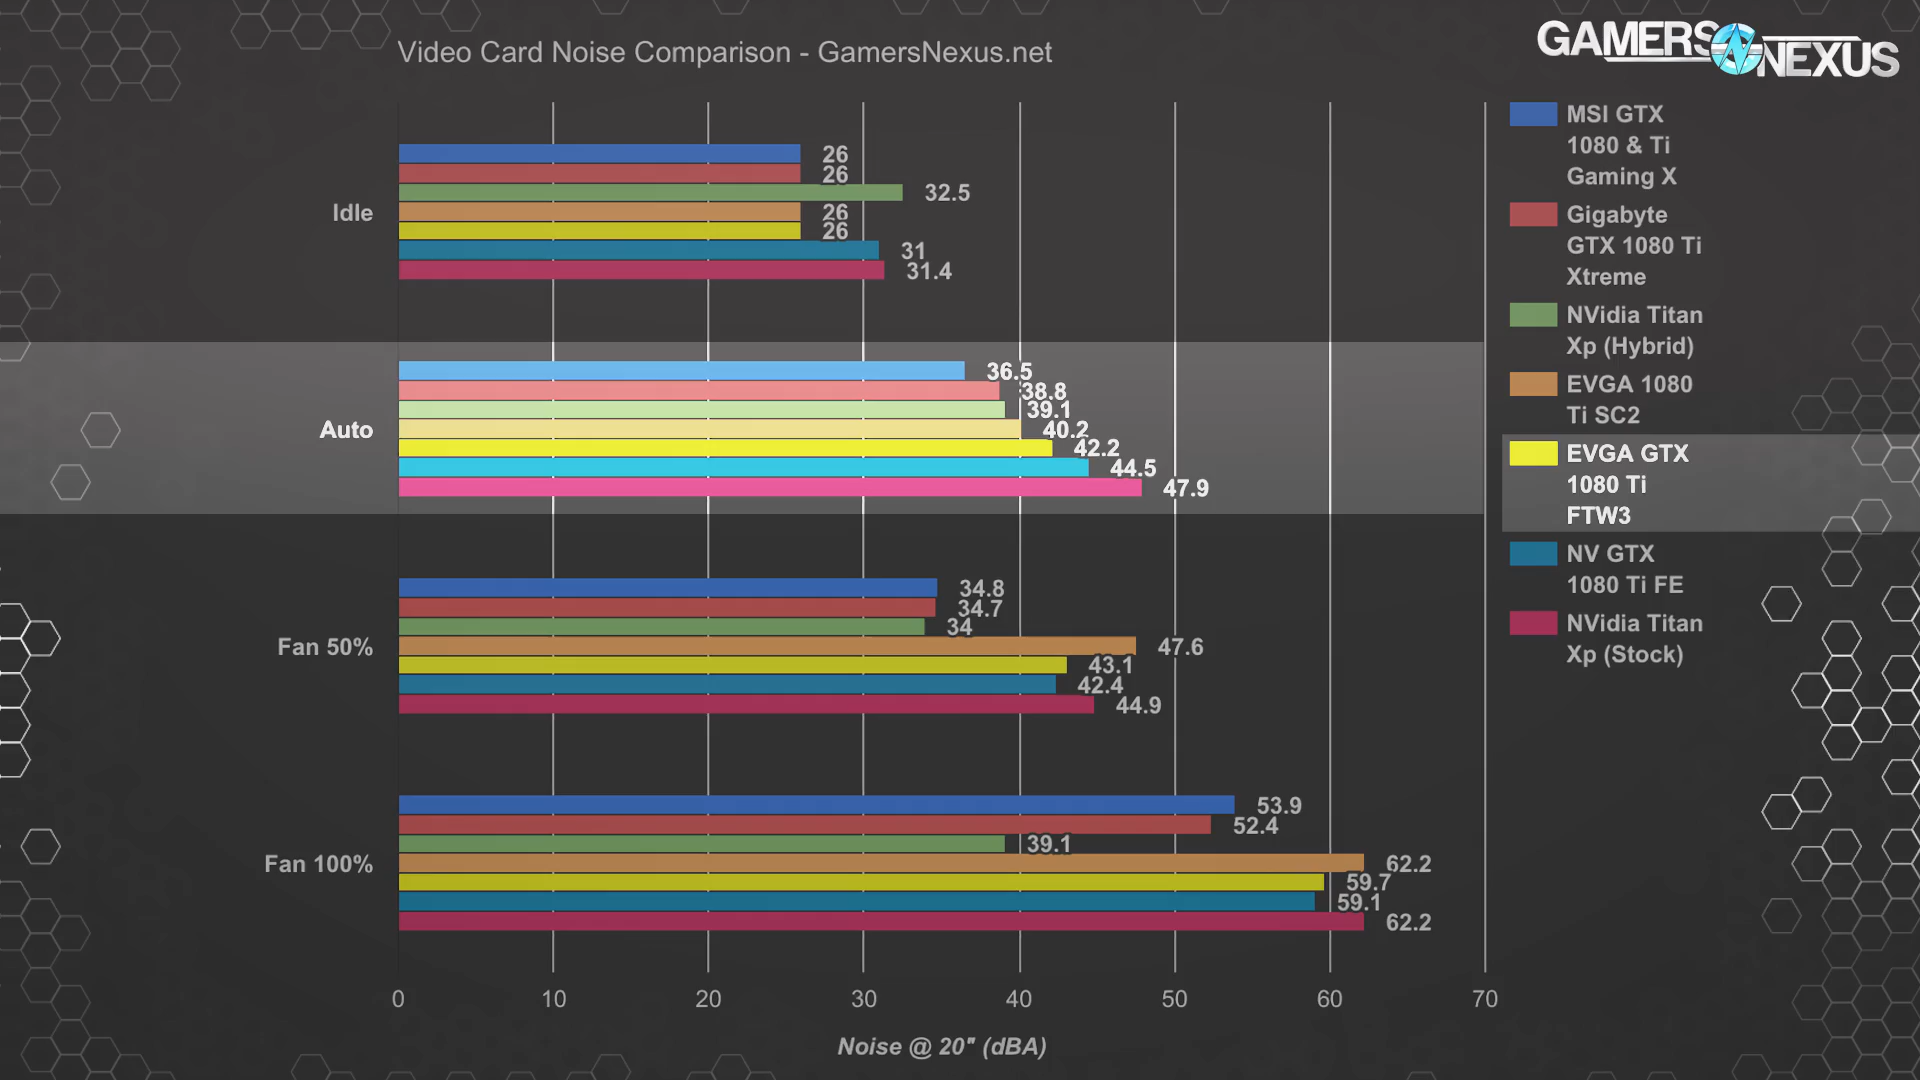 Video Card Noise Comparison - GamersNexus.net
GAMERS NEXUS
MSI GTX
1080 & Ti
Gaming X
Gigabyte
GTX 1080 Ti
Xtreme
NVidia Titan
Xp (Hybrid)
EVGA 1080
Ti SC2
EVGA GTX
1080 Ti
FTW3
NV GTX
1080 Ti FE
NVidia Titan
Xp (Stock)
Idle
26
26
32.5
26
26
31
31.4
Auto
36.5
38.8
39.1
40.2
42.2
44.5
47.9
Fan 50%
34.8
34.7
34
47.6
43.1
42.4
44.9
Fan 100%
53.9
52.4
39.1
62.2
59.7
59.1
62.2
0 10 20 30 40 50 60 70
Noise @ 20" (dBA)